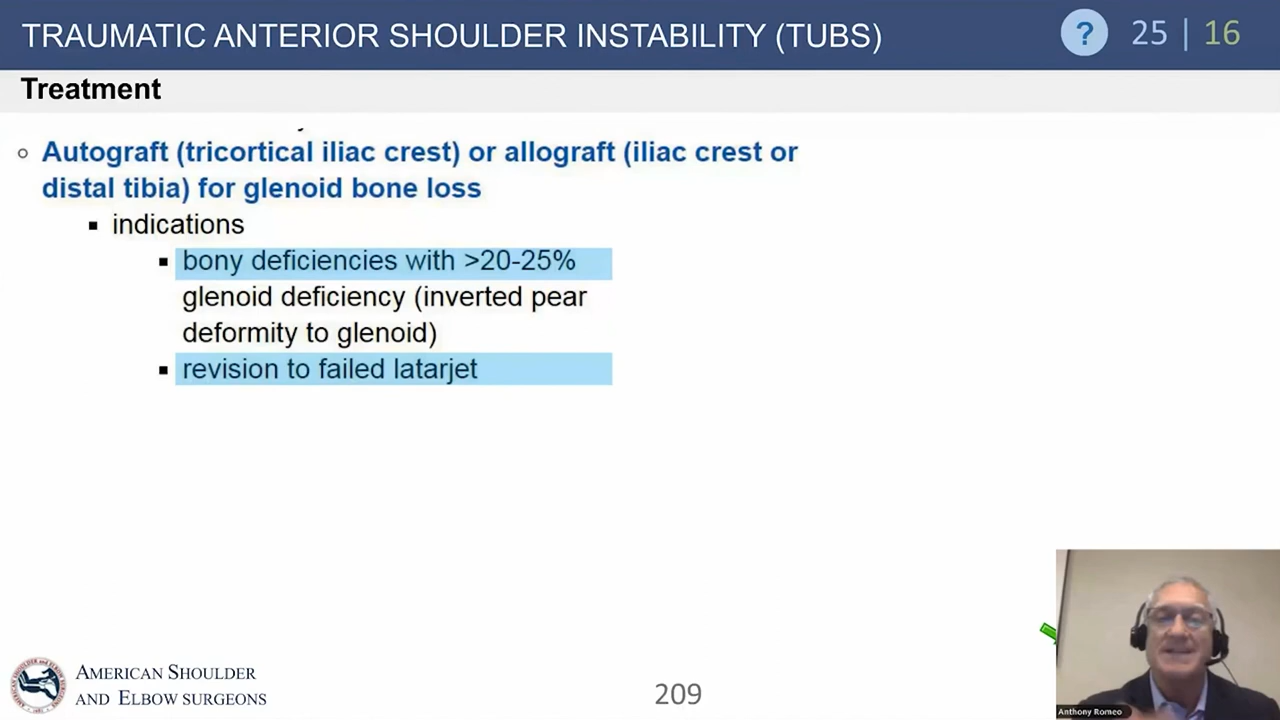 TRAUMATIC ANTERIOR SHOULDER INSTABILITY (TUBS)
? 25 | 16
Treatment
Autograft (tricortical iliac crest) or allograft (iliac crest or
distal tibia) for glenoid bone loss
indications
bony deficiencies with >20-25%
glenoid deficiency (inverted pear
deformity to glenoid)
revision to failed latarjet
AMERICAN SHOULDER
AND ELBOW SURGEONS
209
Anthony Romeo